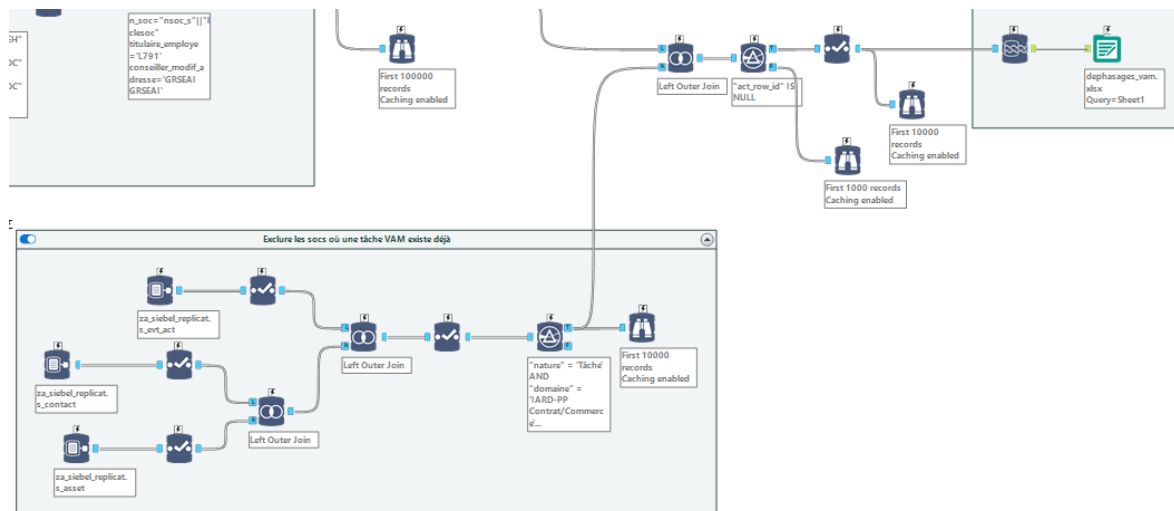 n_soc="nsoc_s"||"l
clesoc"
titulaire_employe
='L791'
conseiller_modif_a
dresse='GRSEAI'
GRSEAI'
First 100000
records
Caching enabled
L
R
Left Outer Join
T
F
"act_row_id" IS
NULL
First 10000
records
Caching enabled
First 1000 records
Caching enabled
dephasages_vam.
xlsx
Query=Sheet1
Exclure les socs où une tâche VAM existe déjà
za_siebel_replicat.
s_evt_act
za_siebel_replicat.
s_contact
za_siebel_replicat.
s_asset
L
R
Left Outer Join
L
R
Left Outer Join
T
F
"nature" = 'Tâche'
AND
"domaine" =
'IARD-PP
Contrat/Commerc
e'...
First 10000
records
Caching enabled